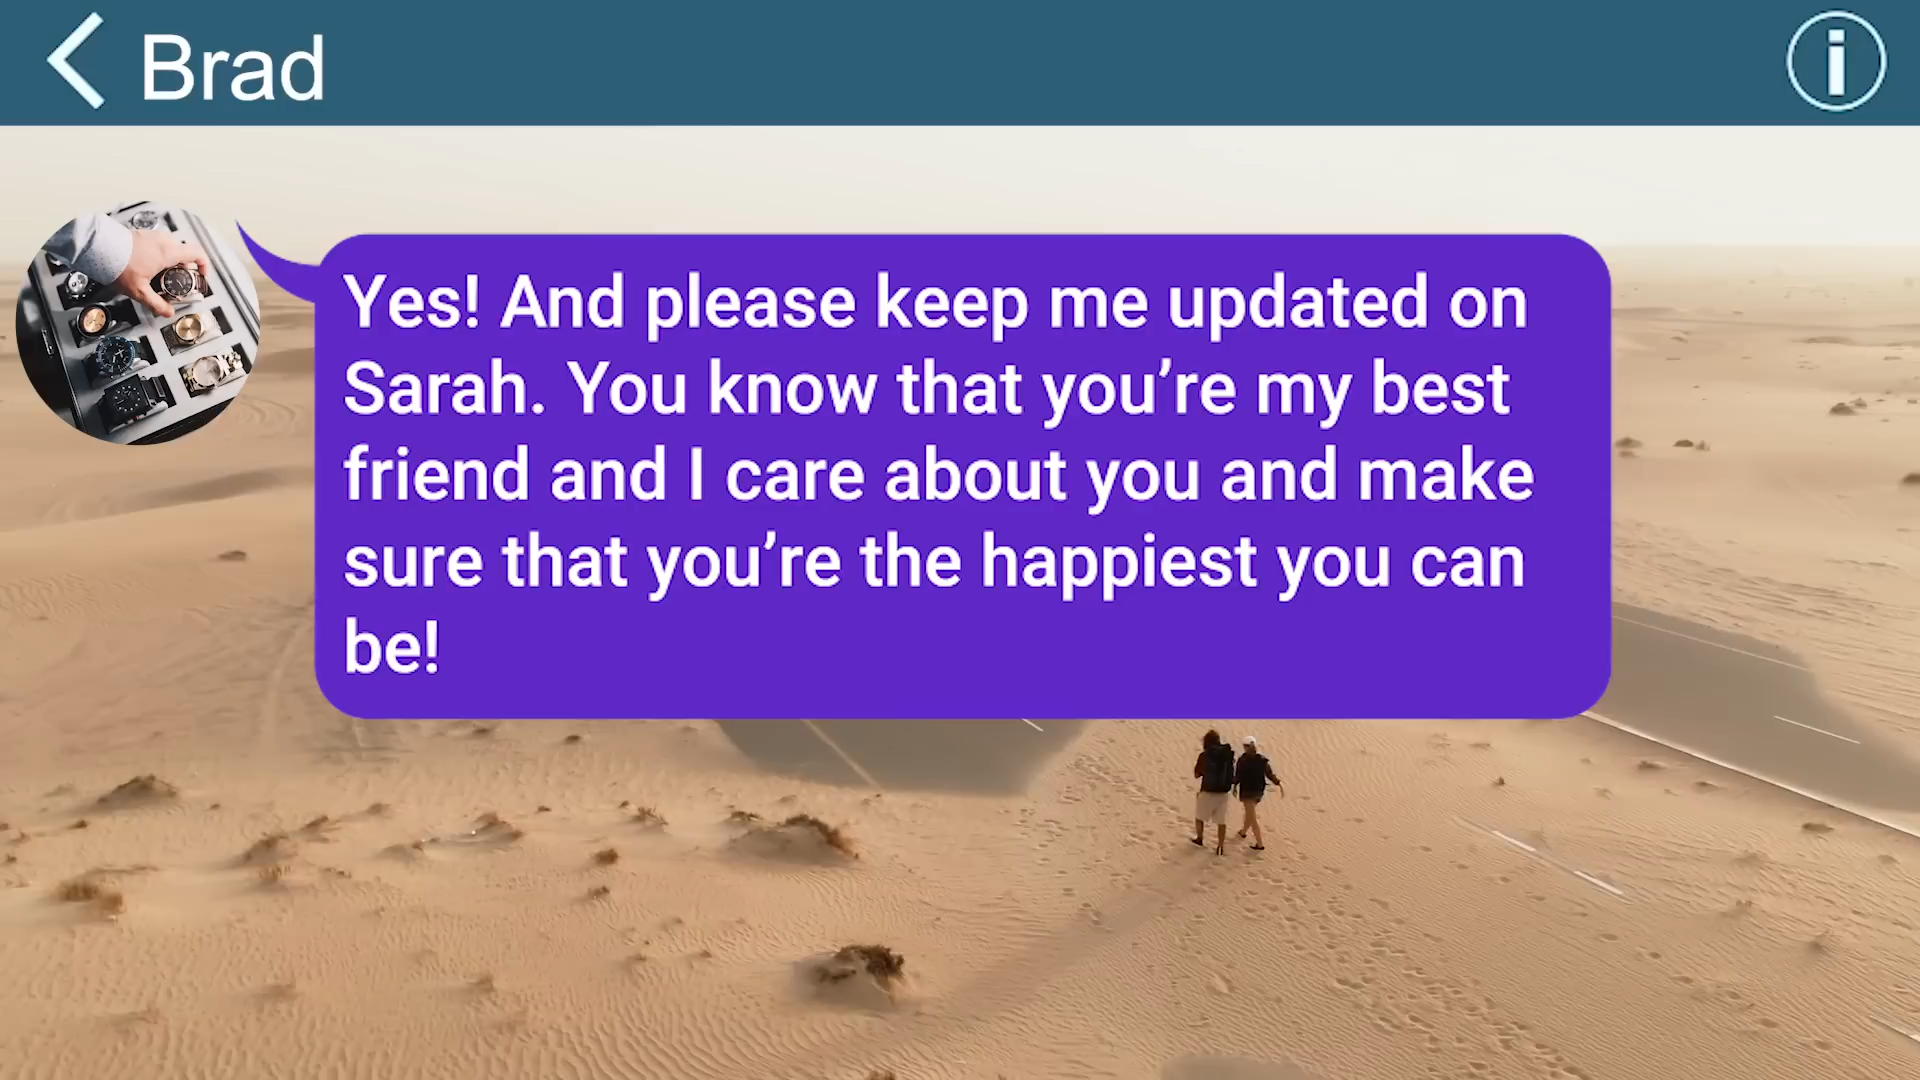 Brad
Yes! And please keep me updated on
Sarah. You know that you’re my best
friend and I care about you and make
sure that you’re the happiest you can
be!